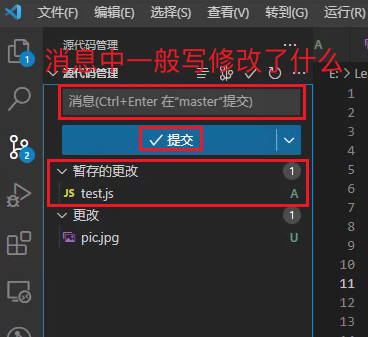 文件(F) 编辑(E) 选择(S) 查看(V) 转到(G) 运行(R)
源代码管理 ··· A
消息中一般写修改了什么
源代码管理 ··· E: > Le
消息(Ctrl+Enter 在“master”提交) 1
2
提交 3
4
暂存的更改 1 5
JS test.js A 6
更改 1 7
pic.jpg U 8
9
10
11
12
13
1
2